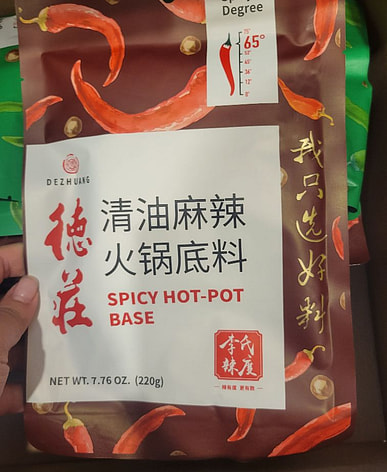 Degree
65°
DEZHUANG
德莊
清油麻辣
火锅底料
SPICY HOT-POT
BASE
我只选好料
李氏
辣度
NET WT. 7.76 OZ. (220g)